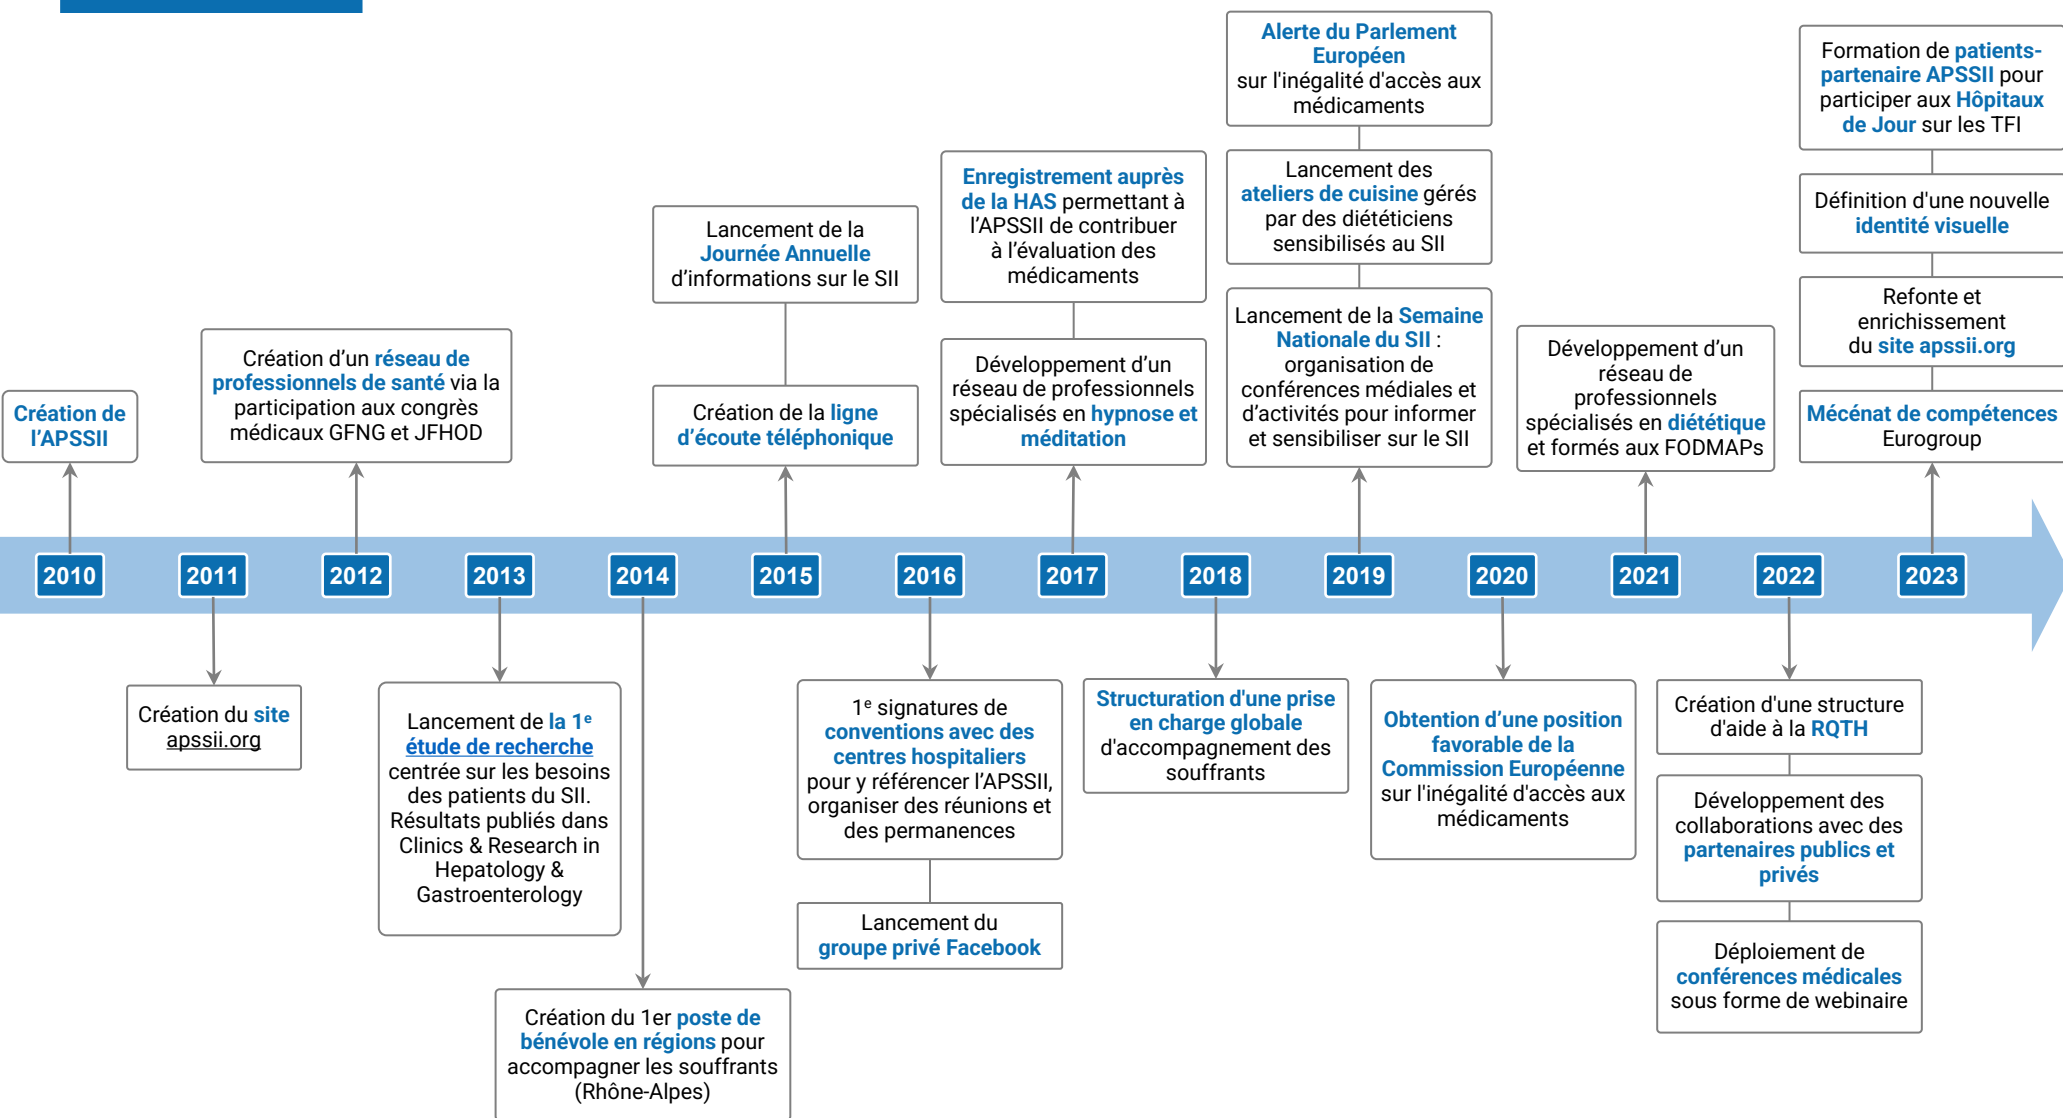 Alerte du Parlement
Européen
sur l'inégalité d'accès aux
médicaments
Formation de patients-
partenaire APSSII pour
participer aux Hôpitaux
de Jour sur les TFI
Enregistrement auprès
de la HAS permettant à
l’APSSII de contribuer
à l’évaluation des
médicaments
Lancement des
ateliers de cuisine gérés
par des diététiciens
sensibilisés au SII
Définition d'une nouvelle
identité visuelle
Lancement de la
Journée Annuelle
d’informations sur le SII
Refonte et
enrichissement
du site apssii.org
Lancement de la Semaine
Nationale du SII :
organisation de
conférences médiales et
d’activités pour informer
et sensibiliser sur le SII
Création d’un réseau de
professionnels de santé via la
participation aux congrès
médicaux GFNG et JFHOD
Développement d’un
réseau de professionnels
spécialisés en hypnose et
méditation
Développement d’un
réseau de
professionnels
spécialisés en diététique
et formés aux FODMAPs
Création de
l’APSSII
Création de la ligne
d’écoute téléphonique
Mécénat de compétences
Eurogroup
2010
2011
2012
2013
2014
2015
2016
2017
2018
2019
2020
2021
2022
2023
Création du site
apssii.org
Lancement de la 1e
étude de recherche
centrée sur les besoins
des patients du SII.
Résultats publiés dans
Clinics & Research in
Hepatology &
Gastroenterology
1e signatures de
conventions avec des
centres hospitaliers
pour y référencer l’APSSII,
organiser des réunions et
des permanences
Structuration d'une prise
en charge globale
d'accompagnement des
souffrants
Obtention d’une position
favorable de la
Commission Européenne
sur l'inégalité d'accès aux
médicaments
Création d'une structure
d'aide à la RQTH
Développement des
collaborations avec des
partenaires publics et
privés
Lancement du
groupe privé Facebook
Déploiement de
conférences médicales
sous forme de webinaire
Création du 1er poste de
bénévole en régions pour
accompagner les souffrants
(Rhône-Alpes)